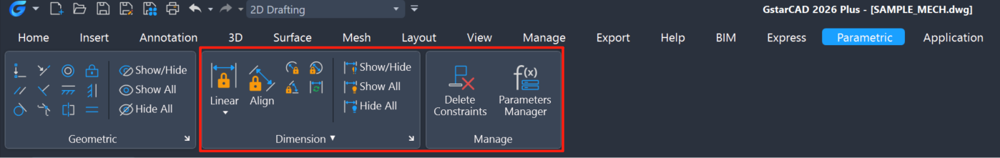 2D Drafting
GstarCAD 2026 Plus - [SAMPLE_MECH.dwg]
Home Insert Annotation 3D Surface Mesh Layout View Manage Export Help BIM Express Parametric Application
Show/Hide
Show All
Hide All
Geometric
Linear
Align
Show/Hide
Show All
Hide All
Dimension
Delete
Constraints
f(x)
Parameters
Manager
Manage